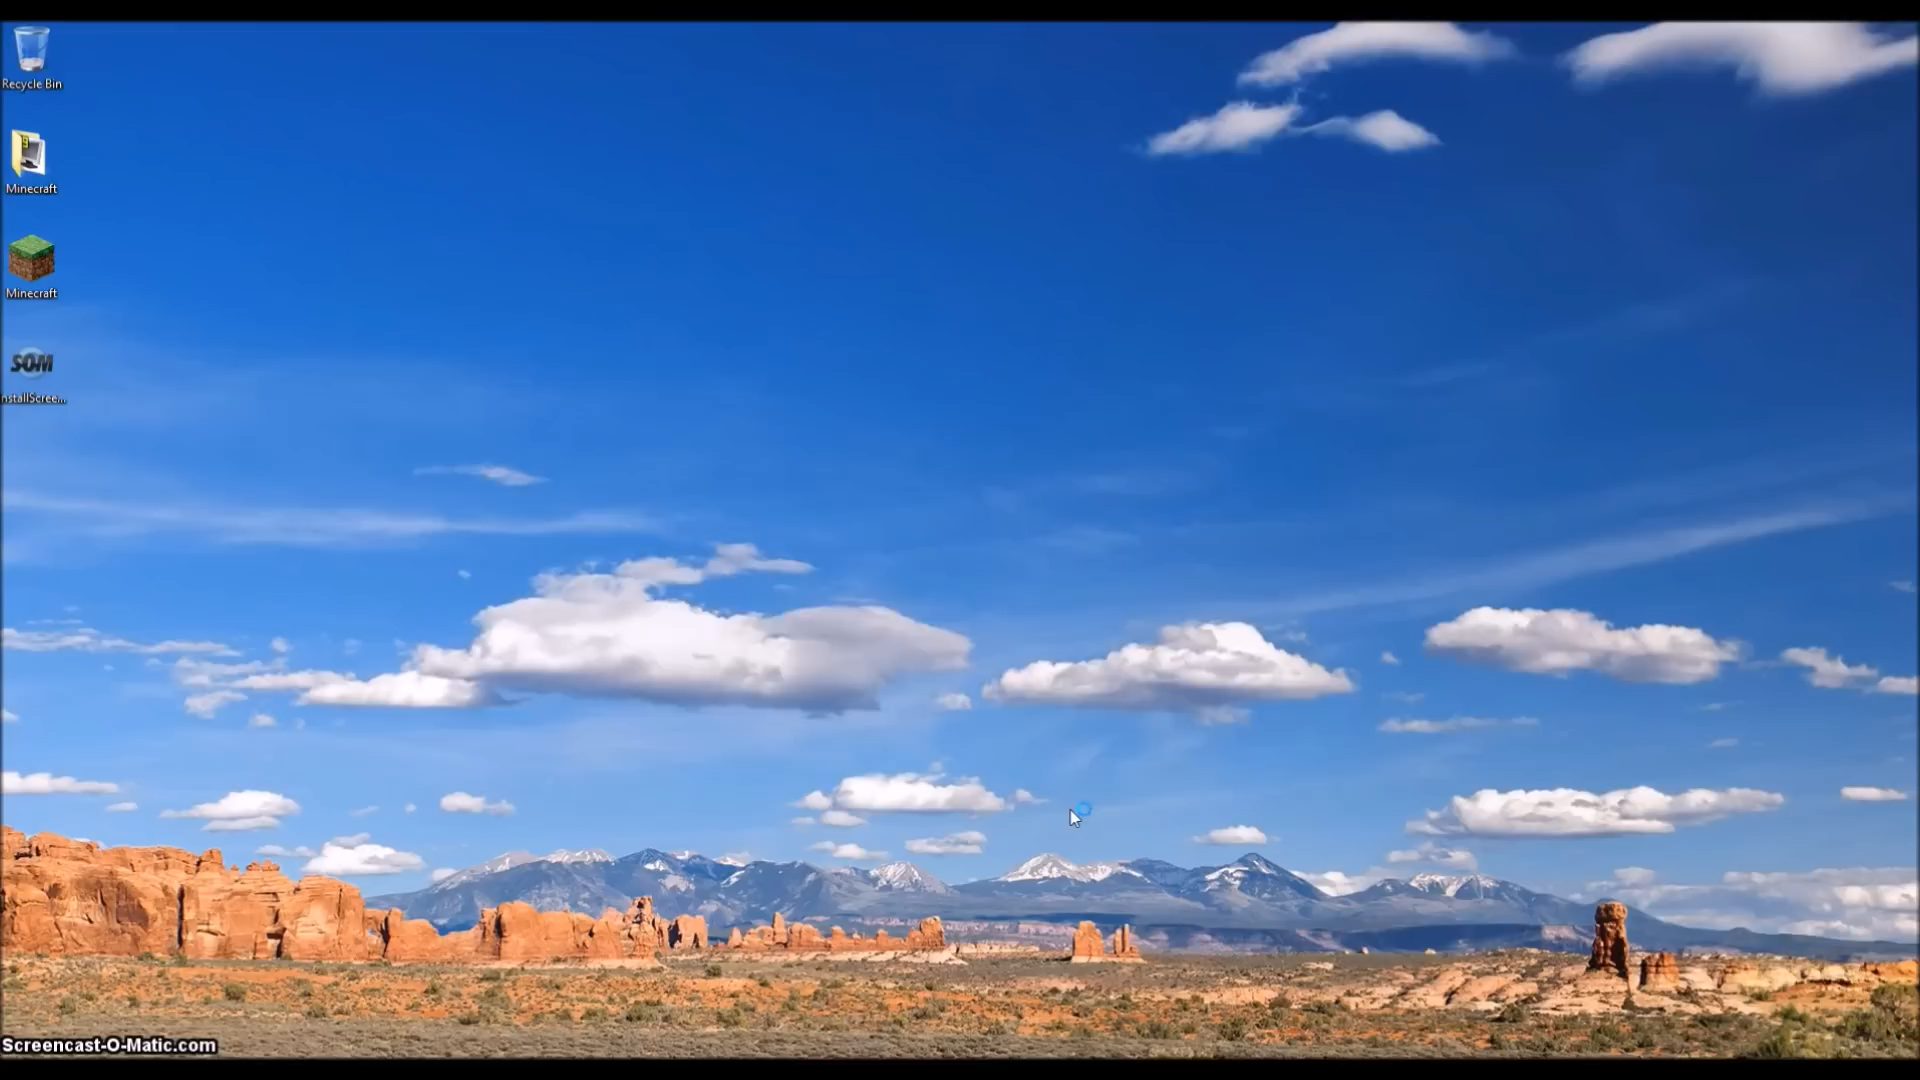 Recycle Bin
Minecraft
Minecraft
SOM
nstallScree...
Screencast-O-Matic.com